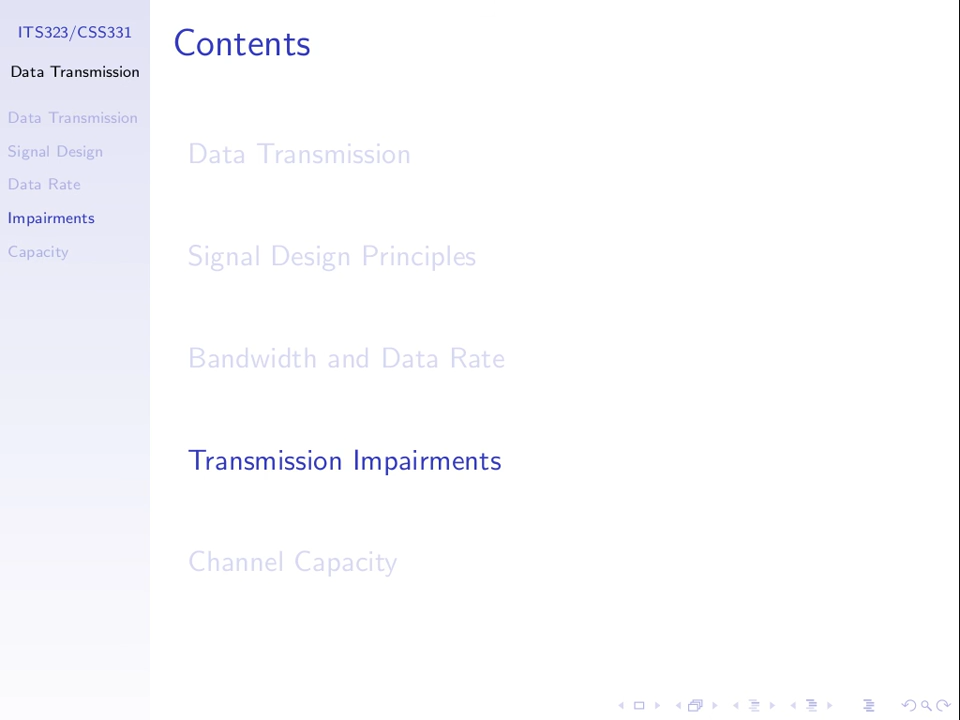 ITS323/CSS331
Data Transmission
Data Transmission
Signal Design
Data Rate
Impairments
Capacity
Contents
Data Transmission
Signal Design Principles
Bandwidth and Data Rate
Transmission Impairments
Channel Capacity